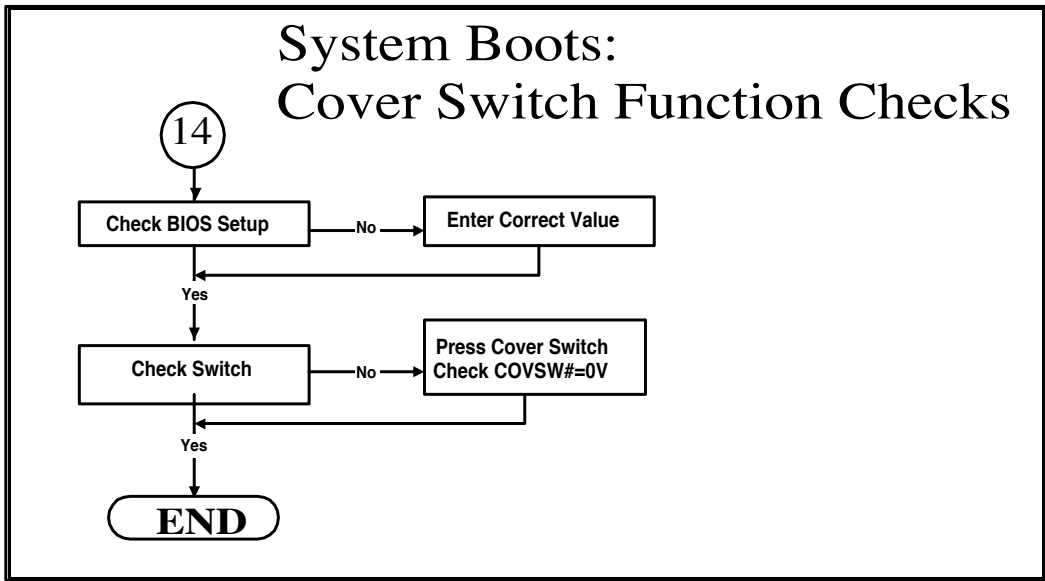 System Boots:
Cover Switch Function Checks
14
Check BIOS Setup
No
Enter Correct Value
Yes
Check Switch
No
Press Cover Switch
Check COVSW#=0V
Yes
END